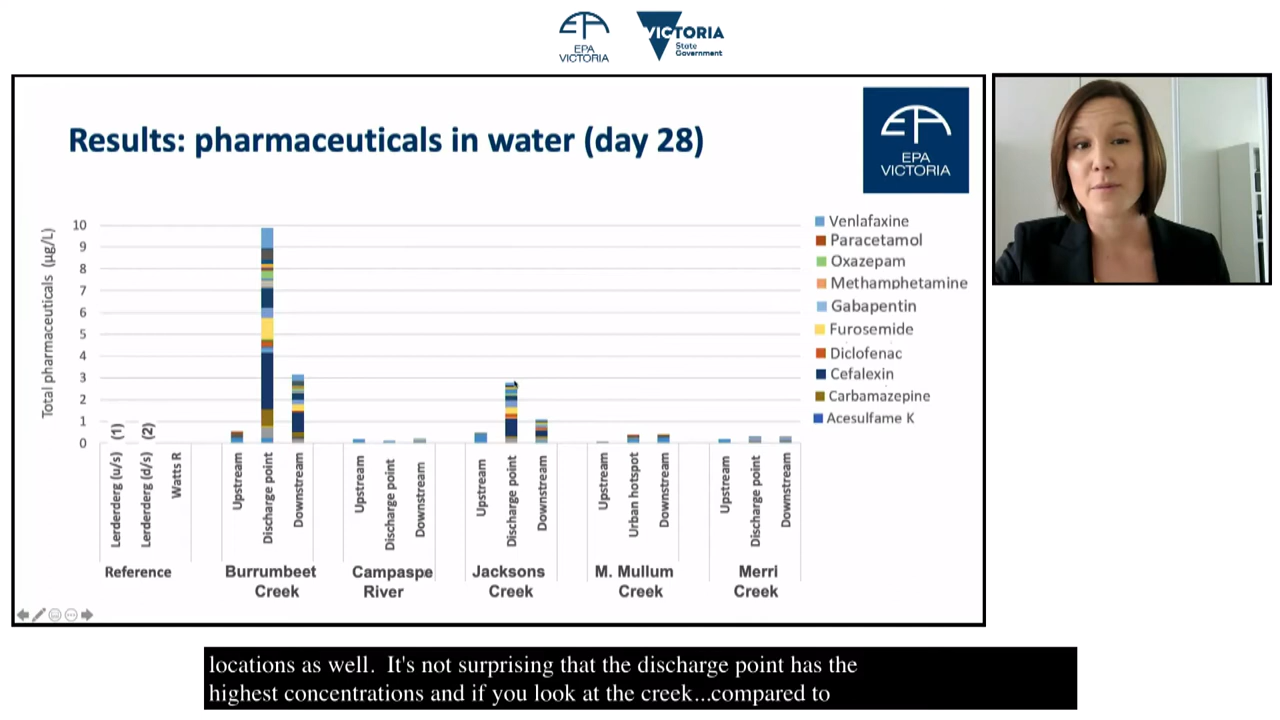 EPA
VICTORIA
VICTORIA
State
Government
Results: pharmaceuticals in water (day 28)
EPA
VICTORIA
Total pharmaceuticals (µg/L)
10
9
8
7
6
5
4
3
2
1
0
(1)
(2)
Lerderderg (u/s)
Lerderderg (d/s)
Watts R
Upstream
Discharge point
Downstream
Upstream
Discharge point
Downstream
Upstream
Discharge point
Downstream
Upstream
Urban hotspot
Downstream
Upstream
Discharge point
Downstream
Reference
Burrumbeet
Creek
Campaspe
River
Jacksons
Creek
M. Mullum
Creek
Merri
Creek
Venlafaxine
Paracetamol
Oxazepam
Methamphetamine
Gabapentin
Furosemide
Diclofenac
Cefalexin
Carbamazepine
Acesulfame K
locations as well.  It's not surprising that the discharge point has the
highest concentrations and if you look at the creek...compared to